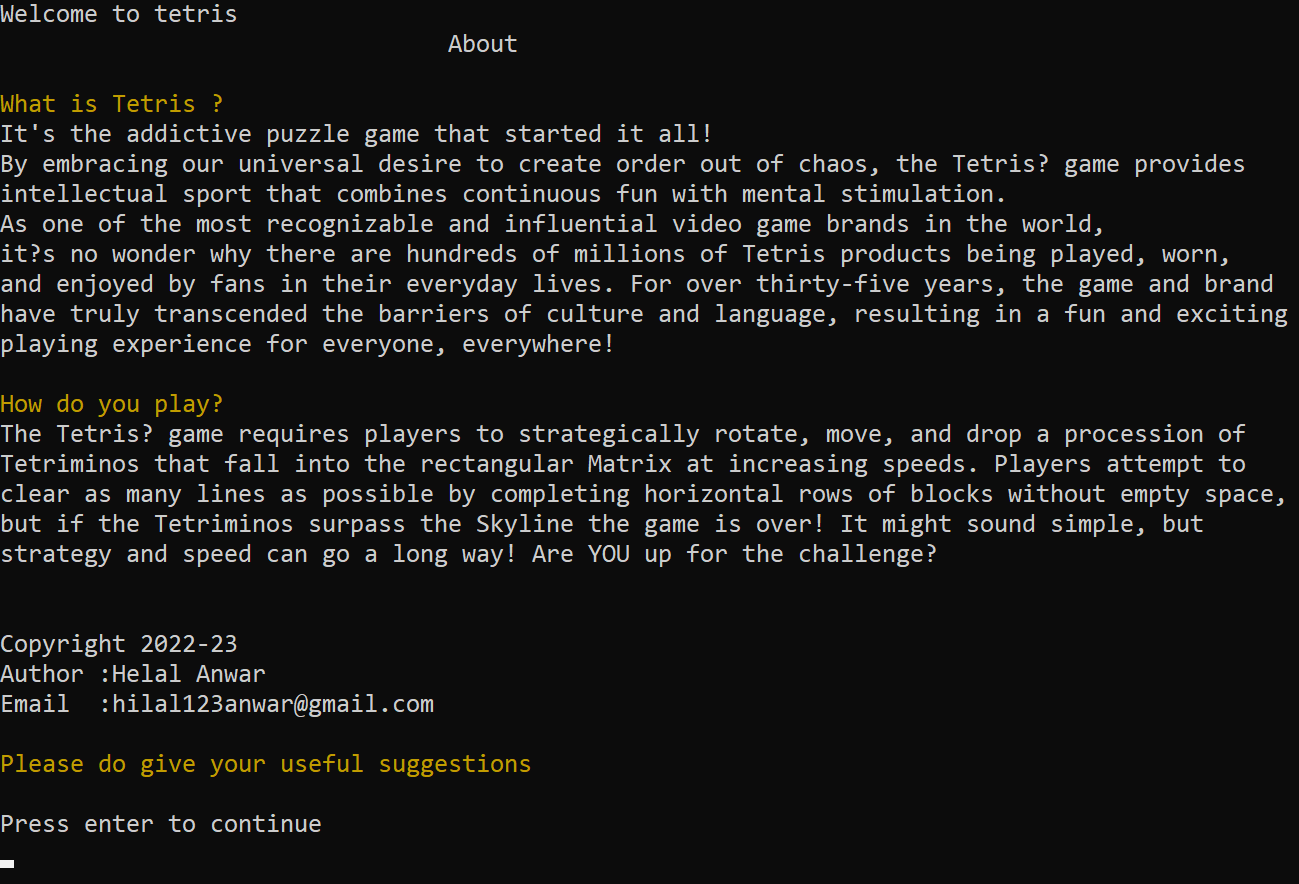 Welcome to tetris
About
What is Tetris ?
It's the addictive puzzle game that started it all!
By embracing our universal desire to create order out of chaos, the Tetris? game provides
intellectual sport that combines continuous fun with mental stimulation.
As one of the most recognizable and influential video game brands in the world,
it?s no wonder why there are hundreds of millions of Tetris products being played, worn,
and enjoyed by fans in their everyday lives. For over thirty-five years, the game and brand
have truly transcended the barriers of culture and language, resulting in a fun and exciting
playing experience for everyone, everywhere!
How do you play?
The Tetris? game requires players to strategically rotate, move, and drop a procession of
Tetriminos that fall into the rectangular Matrix at increasing speeds. Players attempt to
clear as many lines as possible by completing horizontal rows of blocks without empty space,
but if the Tetriminos surpass the Skyline the game is over! It might sound simple, but
strategy and speed can go a long way! Are YOU up for the challenge?
Copyright 2022-23
Author :Helal Anwar
Email  :hilal123anwar@gmail.com
Please do give your useful suggestions
Press enter to continue